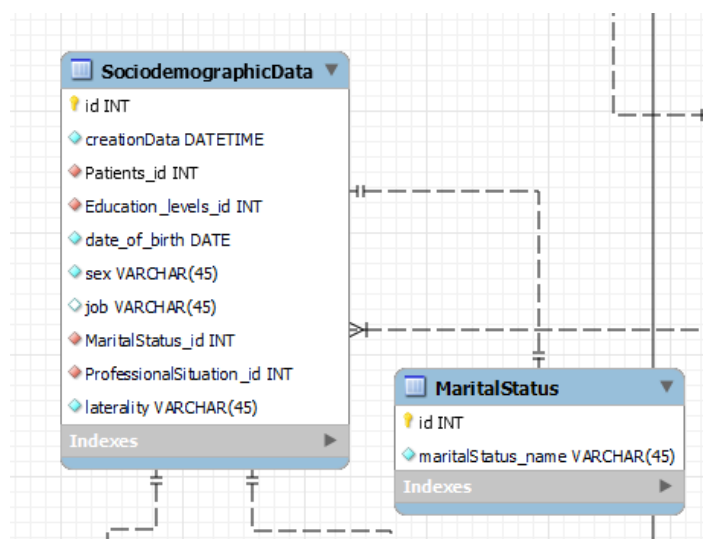 SociodemographicData
id INT
creationData DATETIME
Patients_id INT
Education_levels_id INT
date_of_birth DATE
sex VARCHAR(45)
job VARCHAR(45)
MaritalStatus_id INT
ProfessionalSituation_id INT
laterality VARCHAR(45)
Indexes
MaritalStatus
id INT
maritalStatus_name VARCHAR(45)
Indexes